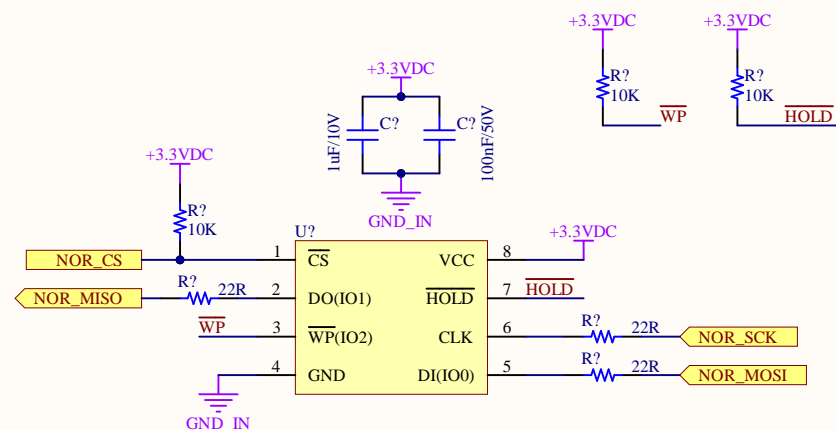 +3.3VDC
+3.3VDC
+3.3VDC
R?
10K
WP
R?
10K
HOLD
C?
1uF/10V
C?
100nF/50V
GND_IN
+3.3VDC
R?
10K
U?
+3.3VDC
NOR_CS
1
CS
VCC
8
NOR_MISO
R?
22R
2
DO(IO1)
HOLD
7
HOLD
WP
3
WP(IO2)
CLK
6
R?
22R
NOR_SCK
4
GND
DI(IO0)
5
R?
22R
NOR_MOSI
GND_IN